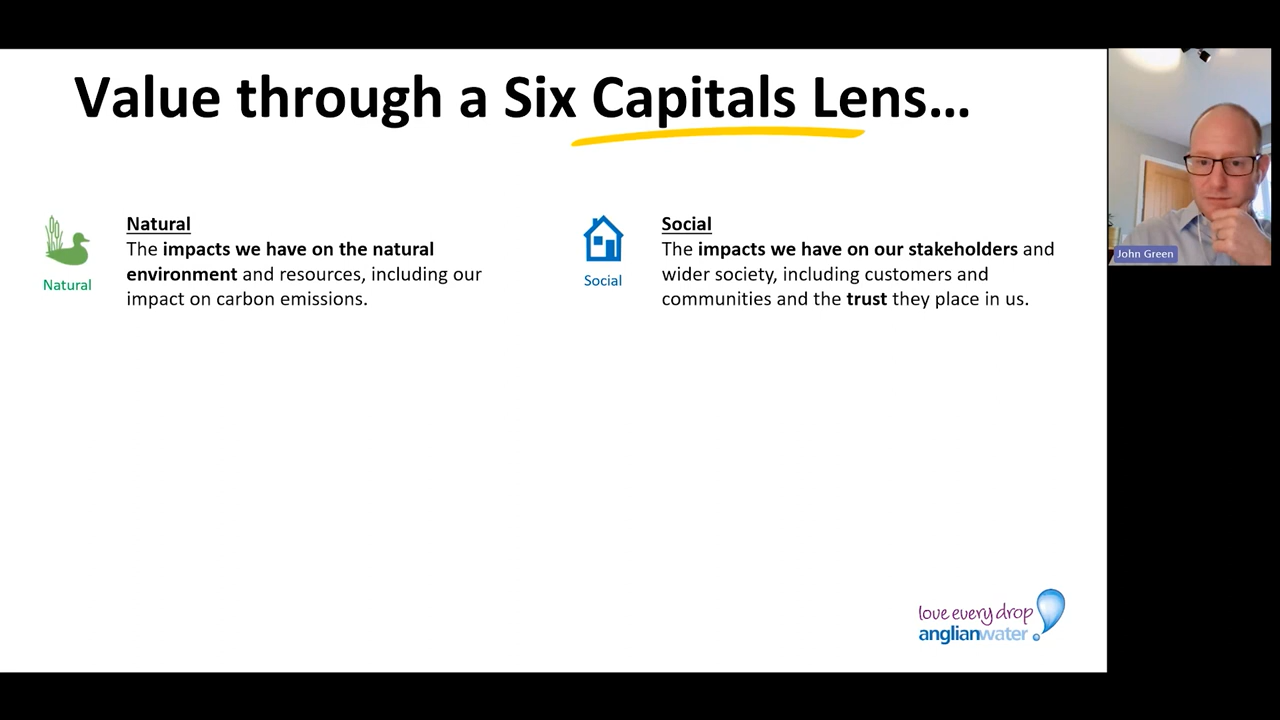 Value through a Six Capitals Lens...
Natural
The impacts we have on the natural
environment and resources, including our
impact on carbon emissions.
Natural
Social
The impacts we have on our stakeholders and
wider society, including customers and
communities and the trust they place in us.
Social
John Green
love every drop
anglianwater